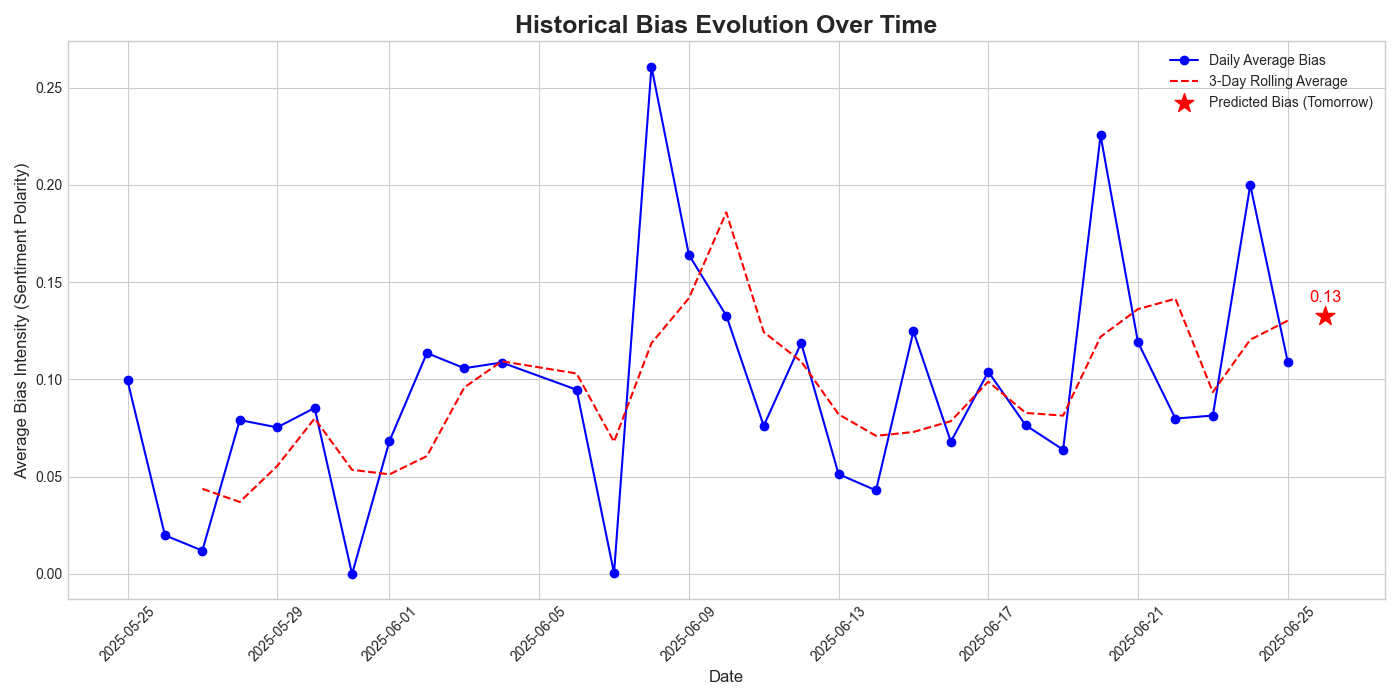 Historical Bias Evolution Over Time
Daily Average Bias
3-Day Rolling Average
Predicted Bias (Tomorrow)
Average Bias Intensity (Sentiment Polarity)
0.25
0.20
0.15
0.10
0.05
0.00
0.13
2025-05-25
2025-05-29
2025-06-01
2025-06-05
2025-06-09
2025-06-13
2025-06-17
2025-06-21
2025-06-25
Date